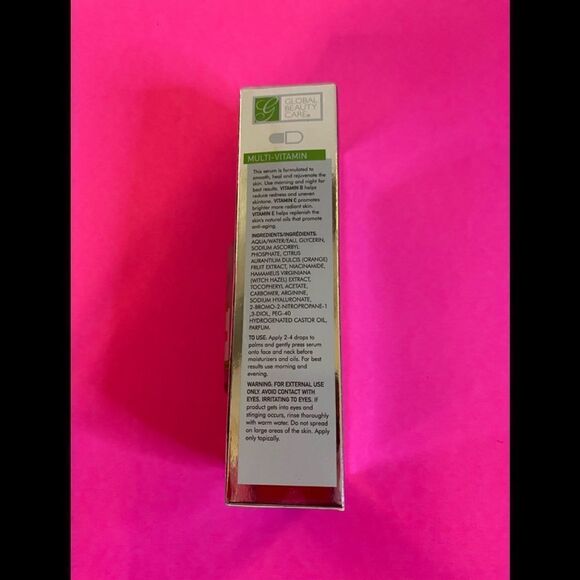 G
GLOBAL
BEAUTY
CARE®
MULTI-VITAMIN
This serum is formulated to
smooth, heal and rejuvenate the
skin. Use morning and night for
best results. VITAMIN B helps
reduce redness and uneven
skintone. VITAMIN C promotes
brighter more radiant skin.
VITAMIN E helps replenish the
skin's natural oils that promote
anti-aging.
INGREDIENTS/INGRÉDIENTS:
AQUA/WATER/EAU, GLYCERIN,
SODIUM ASCORBYL
PHOSPHATE, CITRUS
AURANTIUM DULCIS (ORANGE)
FRUIT EXTRACT, NIACINAMIDE,
HAMAMELIS VIRGINIANA
(WITCH HAZEL) EXTRACT,
TOCOPHERYL ACETATE,
CARBOMER, ARGININE,
SODIUM HYALURONATE,
2-BROMO-2-NITROPROPANE-1
,3-DIOL, PEG-40
HYDROGENATED CASTOR OIL,
PARFUM.
TO USE: Apply 2-4 drops to
palms and gently press serum
onto face and neck before
moisturizers and oils. For best
results use morning and
evening.
WARNING: FOR EXTERNAL USE
ONLY. AVOID CONTACT WITH
EYES. IRRITATING TO EYES. If
product gets into eyes and
stinging occurs, rinse thoroughly
with warm water. Do not spread
on large areas of the skin. Apply
only topically.